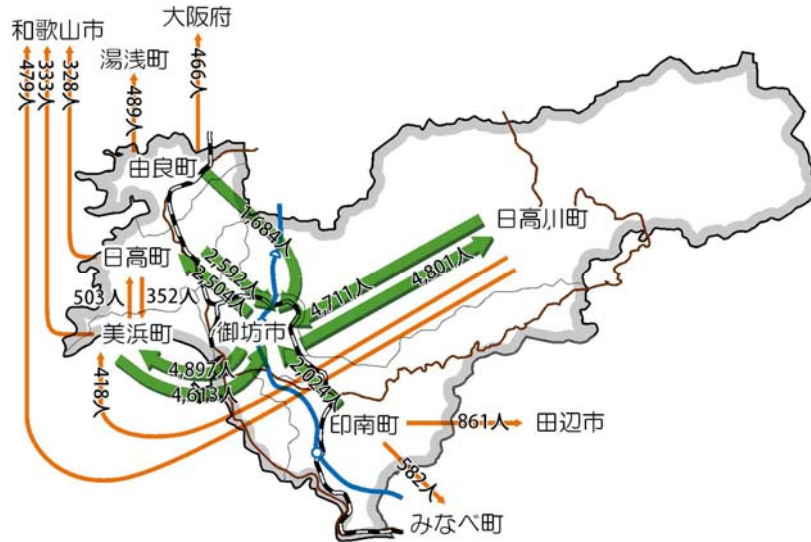 大阪府
和歌山市
湯浅町
479人
333人
328人
489人
466人
由良町
1,684人
日高川町
日高町
2,592人
2,504人
4,711人
4,801人
503人
352人
美浜町
御坊市
4,897人
4,613人
418人
2,024人
印南町
861人
田辺市
582人
みなべ町